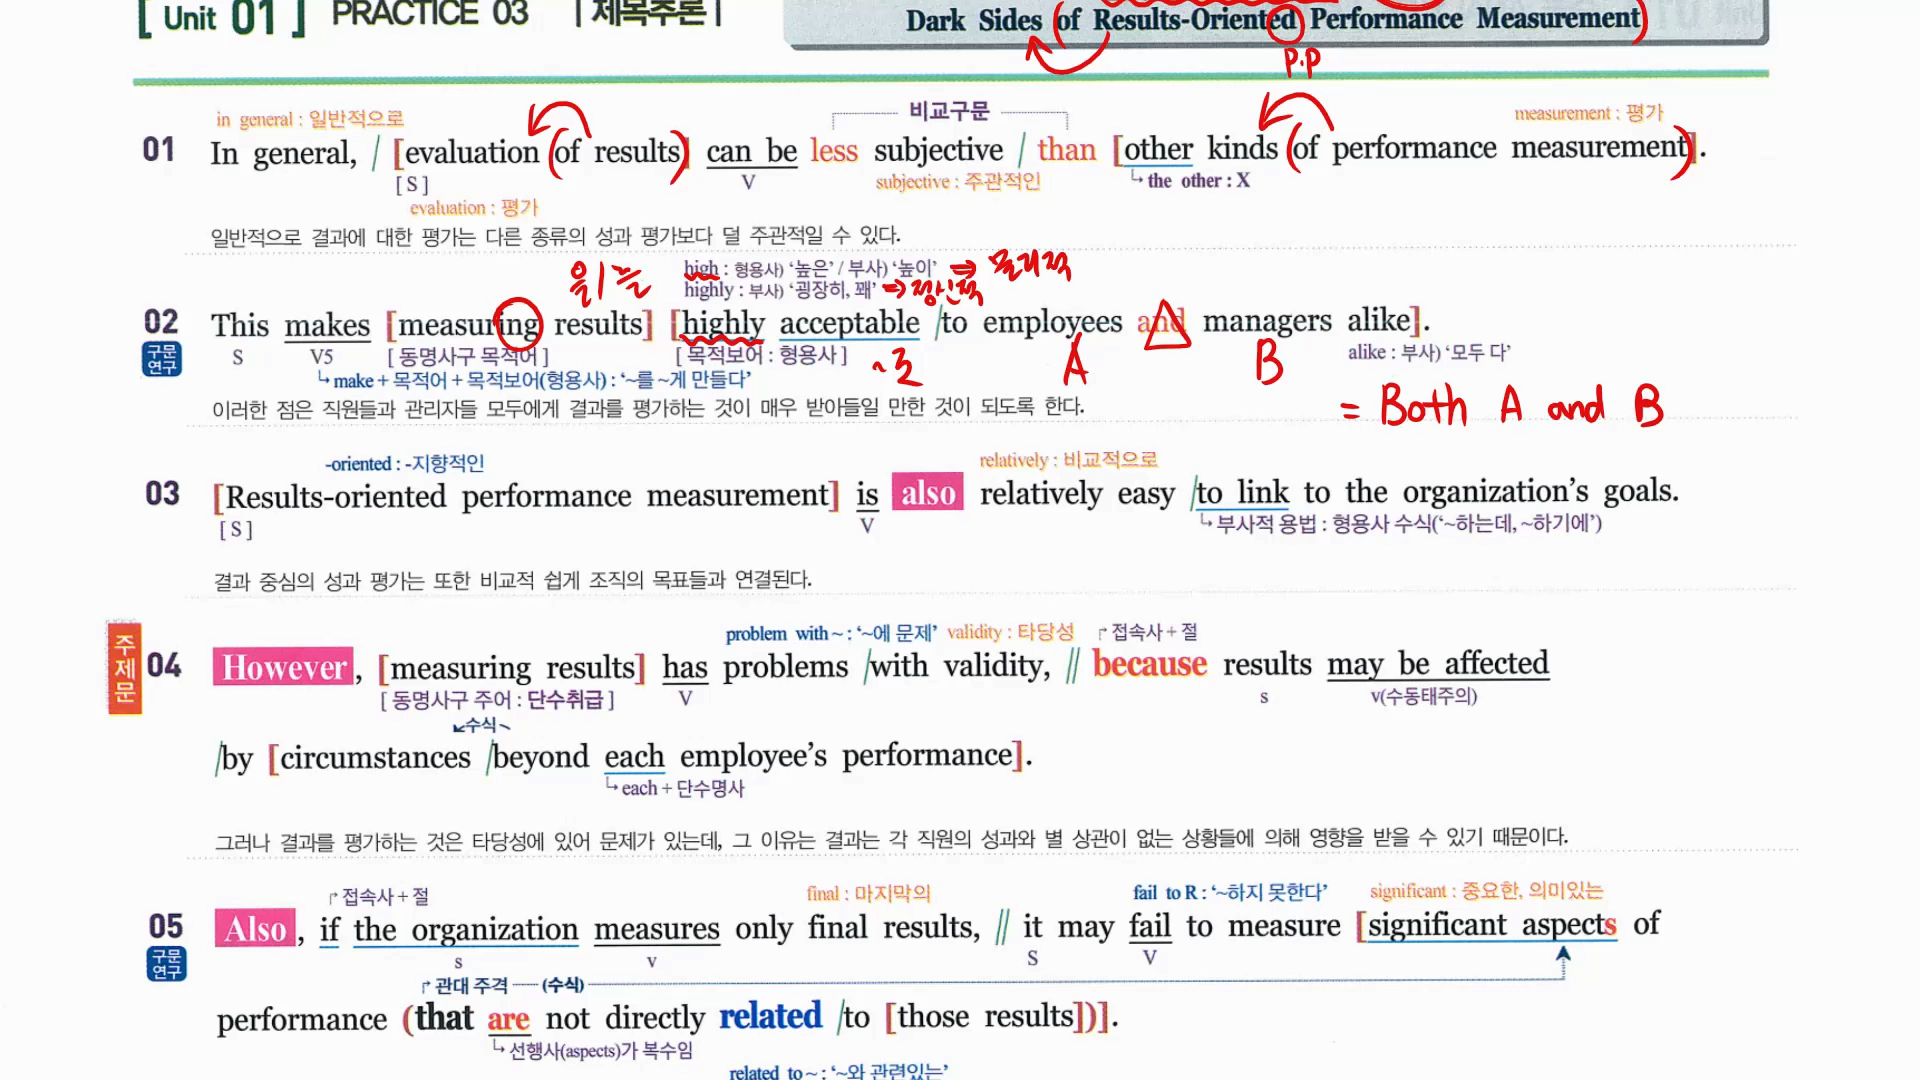 [ Unit 01 ] PRACTICE 03 | 제목추론 |
Dark Sides of Results-Oriented Performance Measurement
P.P
in general : 일반적으로
비교구문
measurement : 평가
01 In general, / [evaluation (of results)] can be less subjective / than [other kinds (of performance measurement)].
[ S ] V subjective : 주관적인 ↳ the other : X
evaluation : 평가
일반적으로 결과에 대한 평가는 다른 종류의 성과 평가보다 덜 주관적일 수 있다.
을/를 high : 형용사) ‘높은’ / 부사) ‘높이’ ⇒ 물리적
highly : 부사) ‘굉장히, 꽤’ ⇒ 정신적
02 This makes [measuring results] [highly acceptable /to employees and managers alike].
구문연구 S V5 [ 동명사구 목적어 ] [ 목적보어 : 형용사 ] ~로 A B alike : 부사) ‘모두 다’
↳ make + 목적어 + 목적보어(형용사) : ‘~를 ~게 만들다’
이러한 점은 직원들과 관리자들 모두에게 결과를 평가하는 것이 매우 받아들일 만한 것이 되도록 한다. = Both A and B
-oriented : -지향적인 relatively : 비교적으로
03 [Results-oriented performance measurement] is also relatively easy /to link to the organization’s goals.
[ S ] V ↳ 부사적 용법 : 형용사 수식(‘~하는데, ~하기에’)
결과 중심의 성과 평가는 또한 비교적 쉽게 조직의 목표들과 연결된다.
problem with ~ : ‘~에 문제’ validity : 타당성 접속사 + 절
주제문 04 However, [measuring results] has problems /with validity, // because results may be affected
[ 동명사구 주어 : 단수취급 ] V s v(수동태주의)
수식
/by [circumstances /beyond each employee’s performance].
↳ each + 단수명사
그러나 결과를 평가하는 것은 타당성에 있어 문제가 있는데, 그 이유는 결과는 각 직원의 성과와 별 상관이 없는 상황들에 의해 영향을 받을 수 있기 때문이다.
접속사 + 절 final : 마지막의 fail to R : ‘~하지 못한다’ significant : 중요한, 의미있는
05 Also, if the organization measures only final results, // it may fail to measure [significant aspects of
구문연구 s v S V
관대 주격 (수식)
performance (that are not directly related /to [those results])].
↳ 선행사(aspects)가 복수임
related to ~ : ‘~와 관련있는’